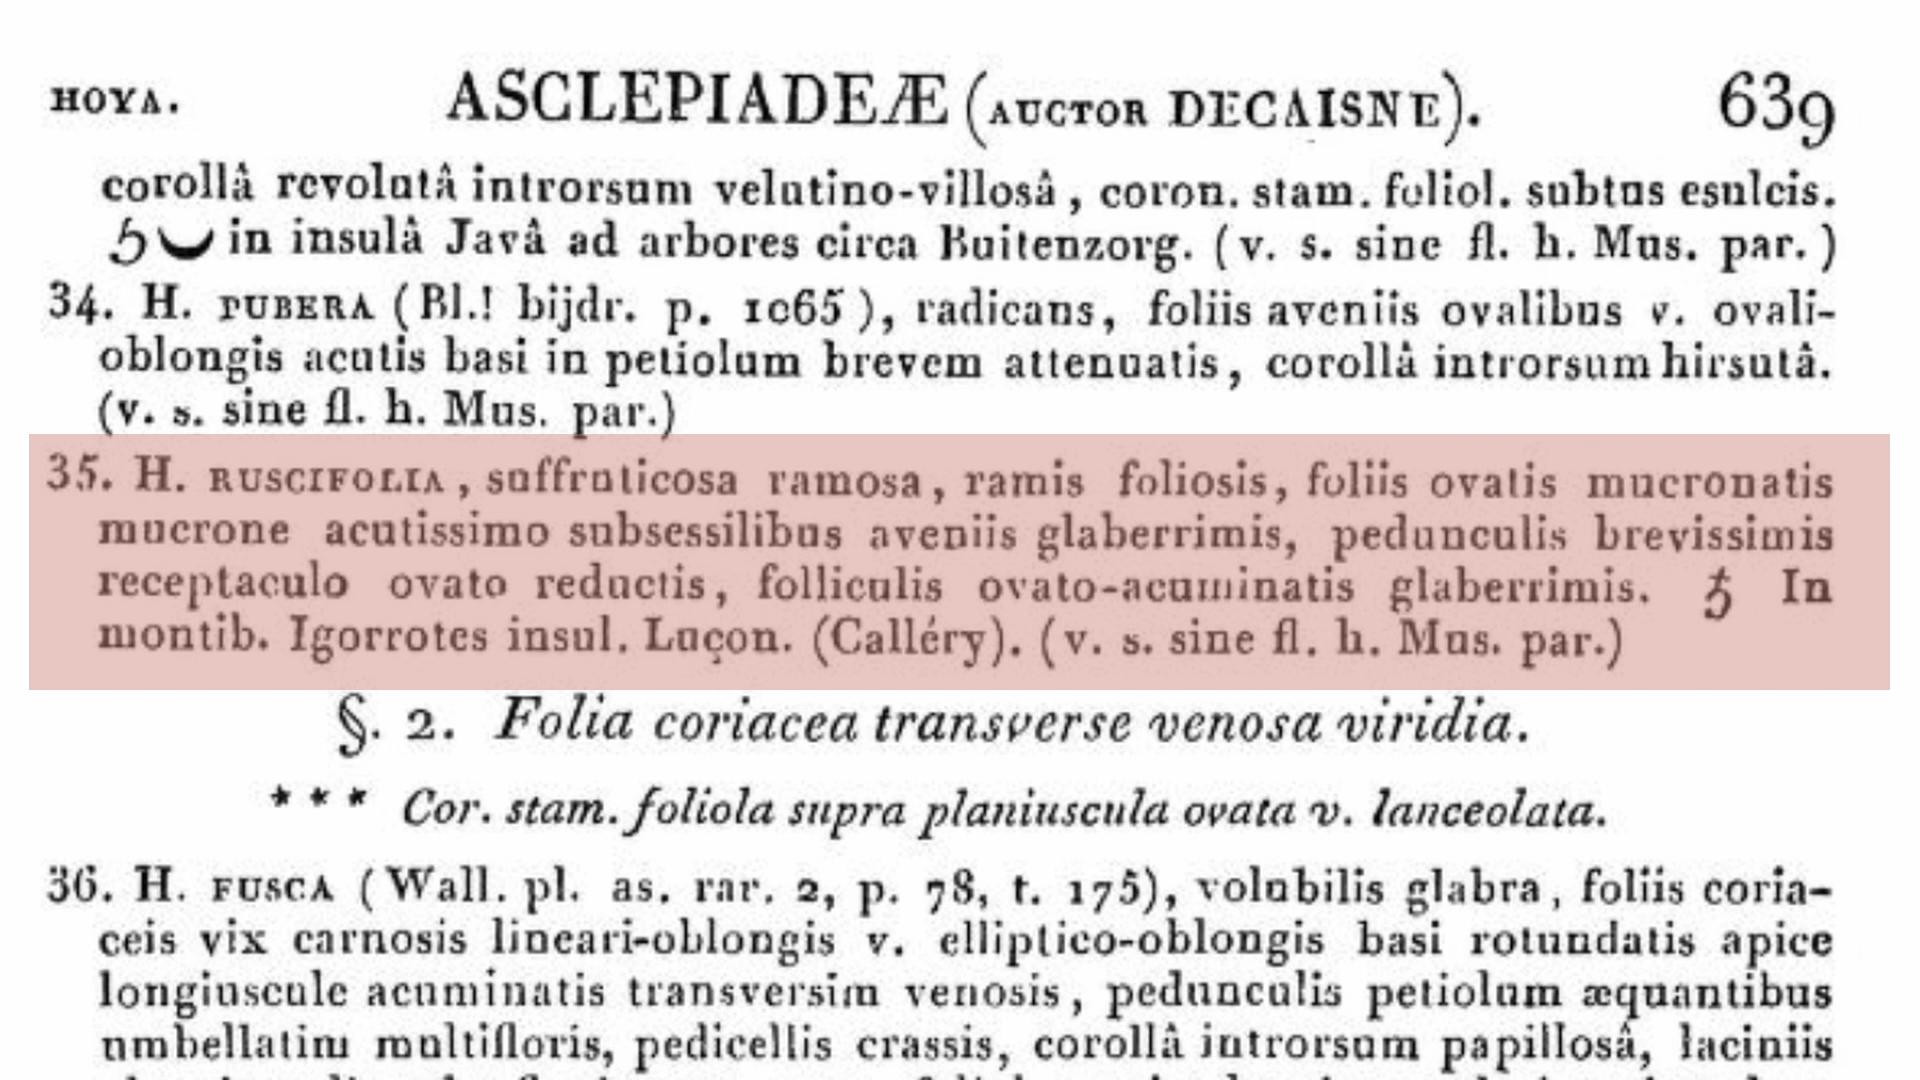 HOYA. ASCLEPIADEÆ (AUCTOR DECAISNE). 639
corollâ revolutâ introrsum velutino-villosâ, coron. stam. foliol. subtus esulcis.
♄ in insulâ Javâ ad arbores circa Buitenzorg. (v. s. sine fl. h. Mus. par.)
34. H. PUBERA (Bl.! bijdr. p. 1065), radicans, foliis aveniis ovalibus v. ovali-
oblongis acutis basi in petiolum brevem attenuatis, corollâ introrsum hirsutâ.
(v. s. sine fl. h. Mus. par.)
35. H. RUSCIFOLIA, suffruticosa ramosa, ramis foliosis, foliis ovatis mucronatis
mucrone acutissimo subsessilibus aveniis glaberrimis, pedunculis brevissimis
receptaculo ovato reductis, folliculis ovato-acuminatis glaberrimis. ♄ In
montib. Igorrotes insul. Luçon. (Calléry). (v. s. sine fl. h. Mus. par.)
§. 2. Folia coriacea transverse venosa viridia.
* * * Cor. stam. foliola supra planiuscula ovata v. lanceolata.
36. H. FUSCA (Wall. pl. as. rar. 2, p. 78, t. 175), volubilis glabra, foliis coria-
ceis vix carnosis lineari-oblongis v. elliptico-oblongis basi rotundatis apice
longiuscule acuminatis transversim venosis, pedunculis petiolum æquantibus
umbellatim multifloris, pedicellis crassis, corollâ introrsum papillosâ, laciniis